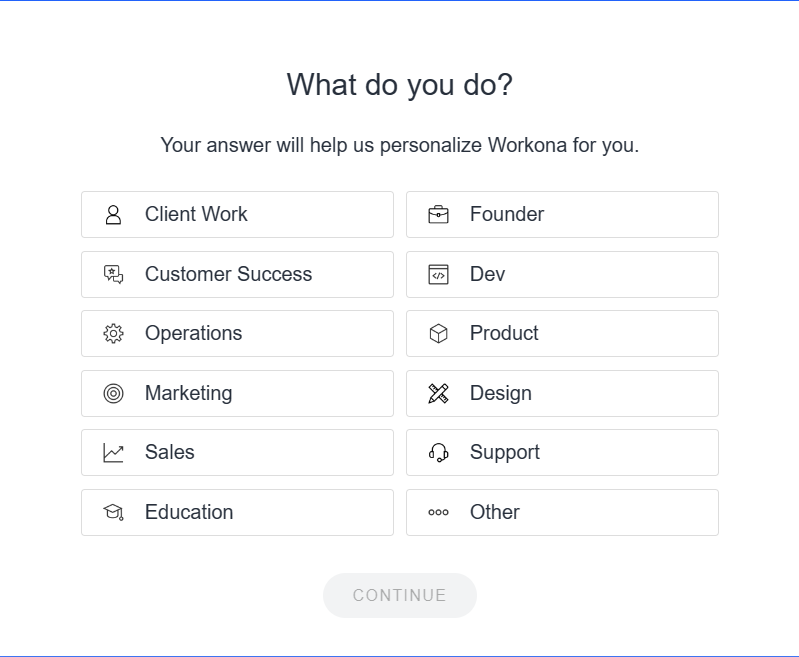 What do you do?
Your answer will help us personalize Workona for you.
Client Work
Founder
Customer Success
Dev
Operations
Product
Marketing
Design
Sales
Support
Education
Other
CONTINUE